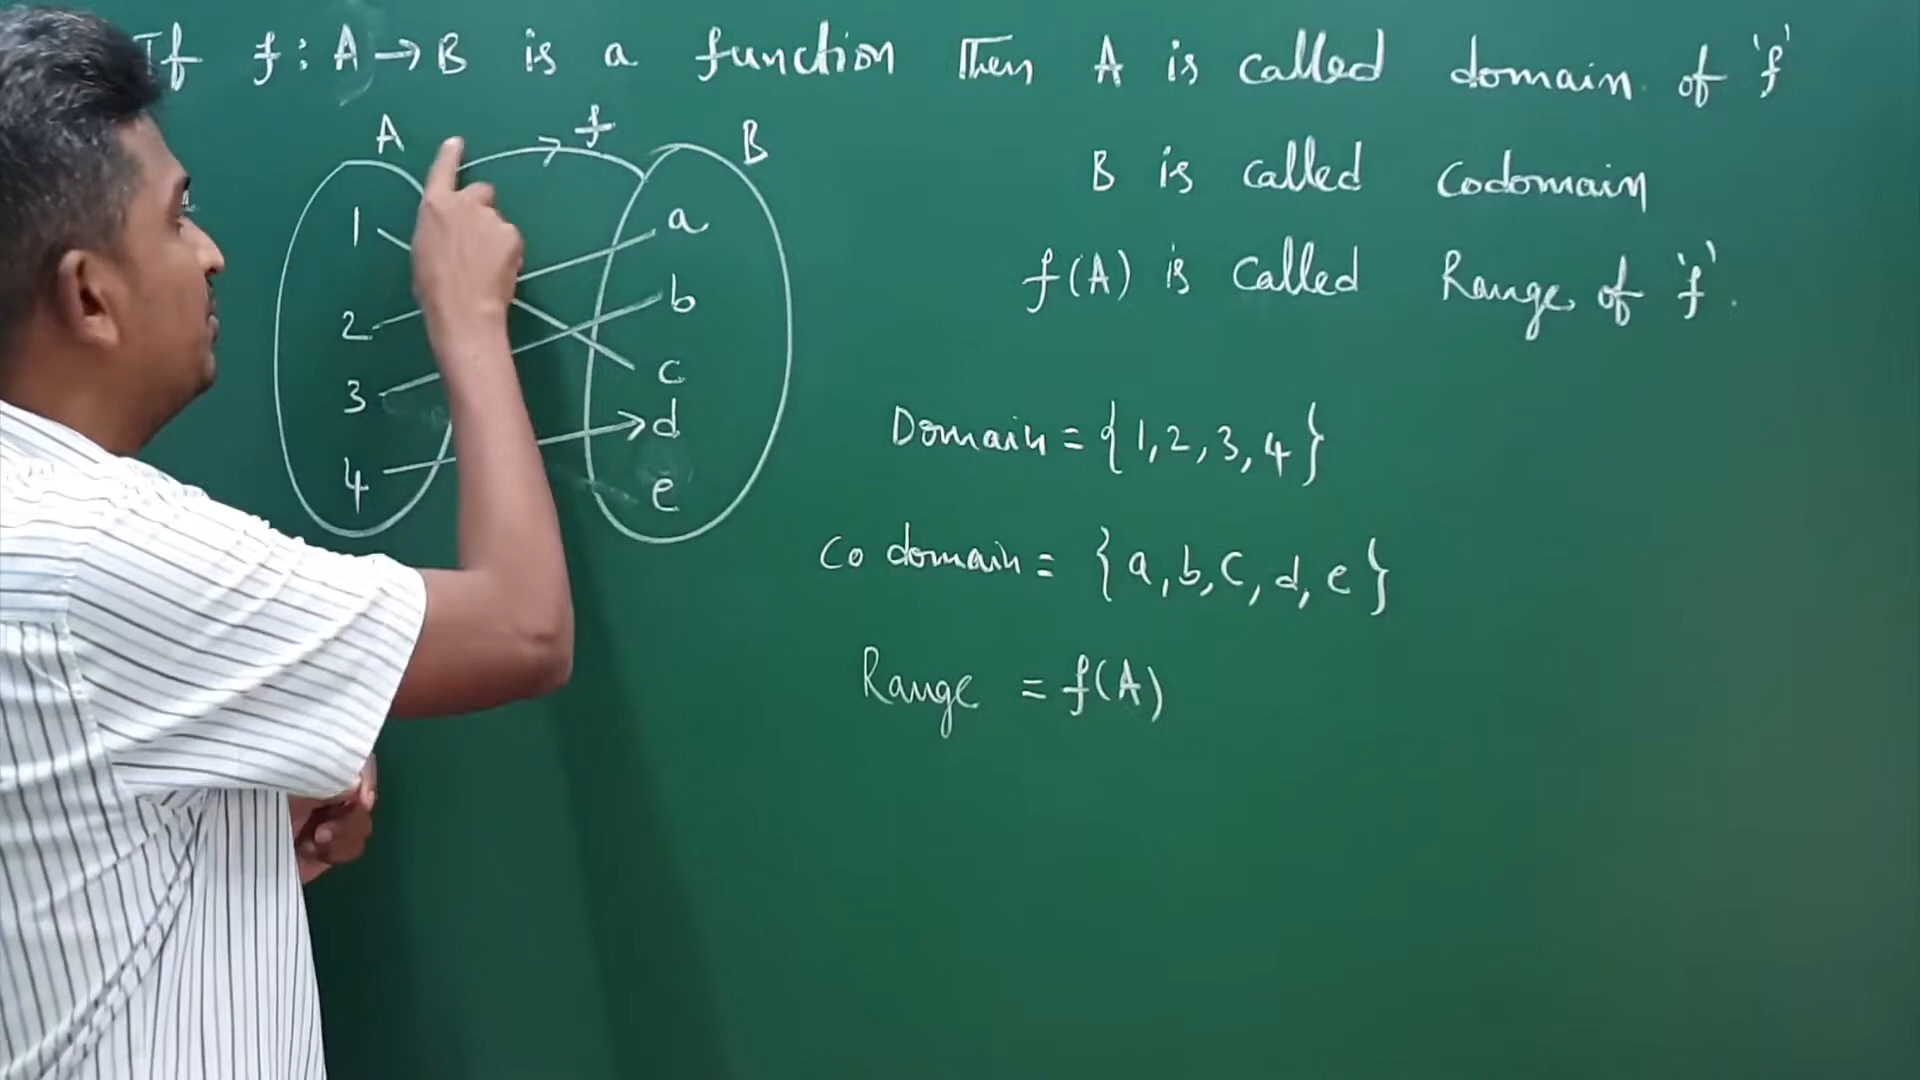 If f : A → B is a function Then A is called domain of 'f'
B is called Codomain
f(A) is called Range of 'f'.
A f B
1 a
2 b
3 c
4 d
e
Domain = {1,2,3,4}
Co domain = {a,b,c,d,e}
Range = f(A)